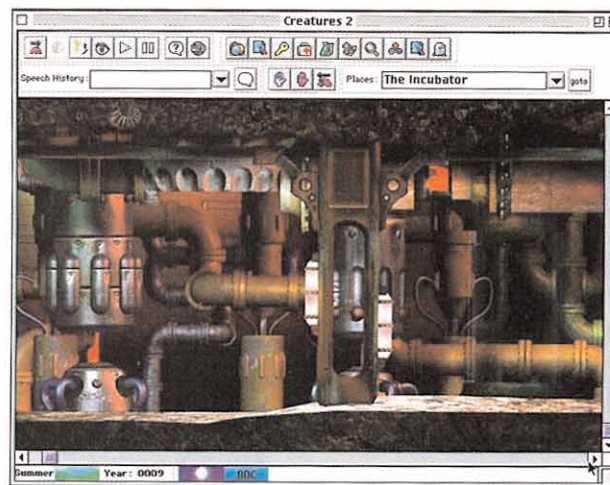 Creatures 2
Speech History:
Places: The Incubator goto
Summer Year: 0009